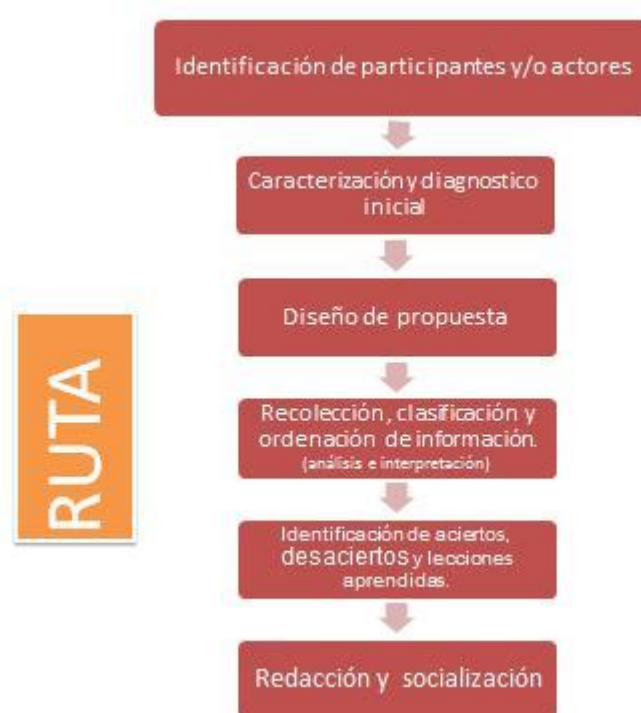 Identificación de participantes y/o actores
Caracterización y diagnostico
inicial
Diseño de propuesta
RUTA
Recolección, clasificación y
ordenación de información.
(análisis e interpretación)
Identificación de aciertos,
desaciertos y lecciones
aprendidas.
Redacción y socialización